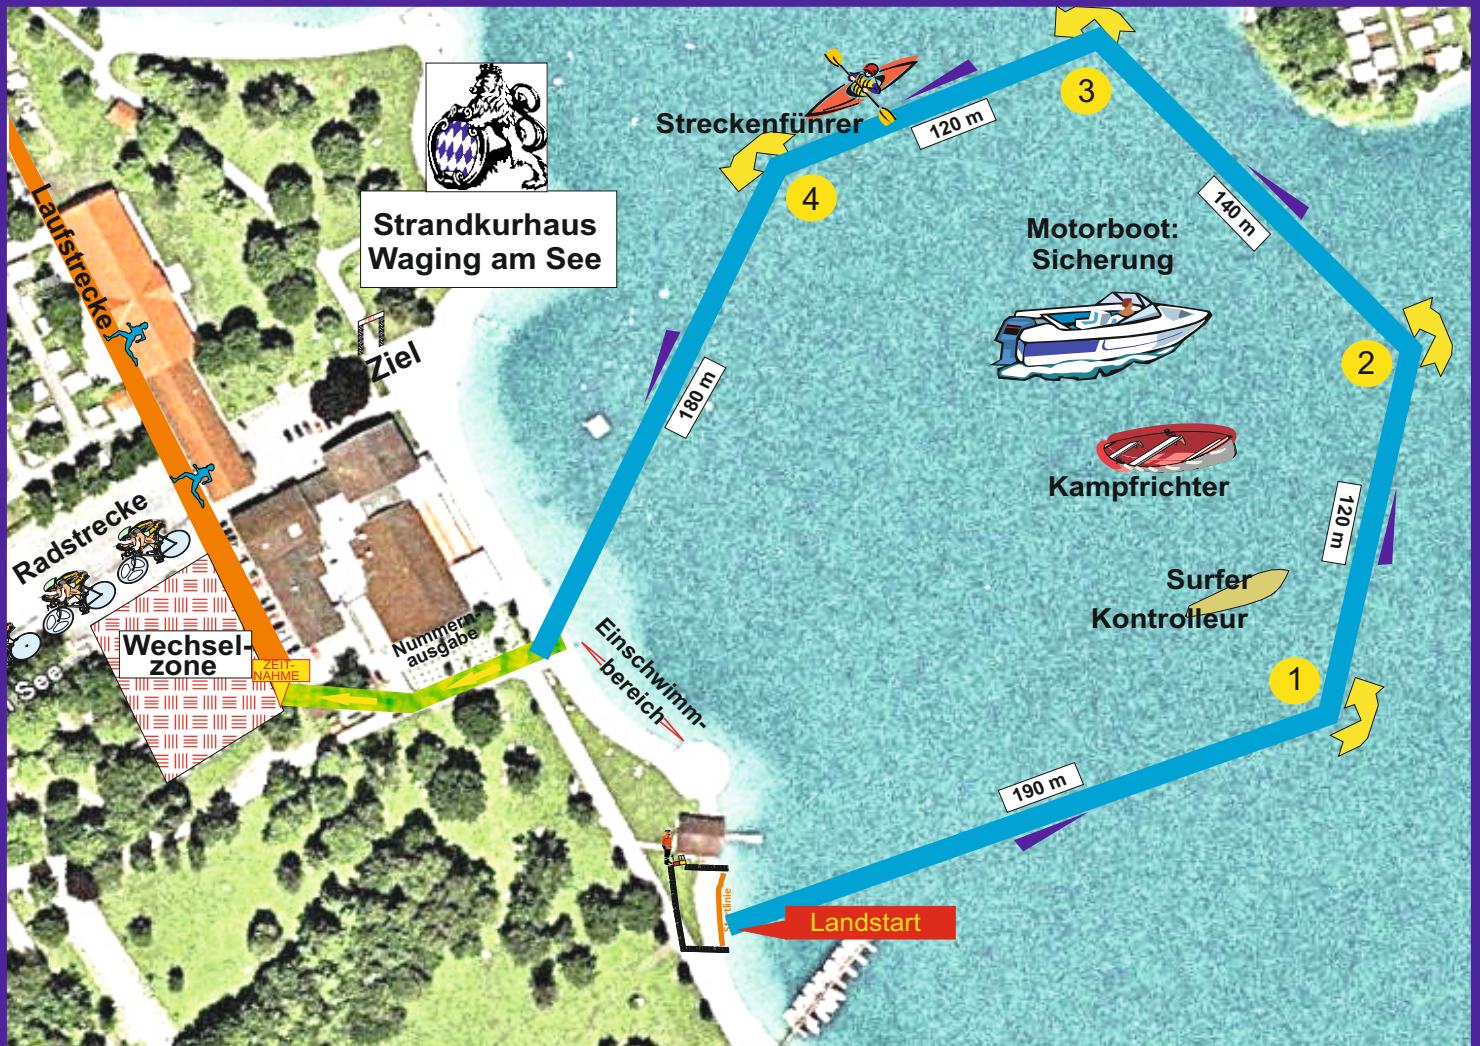 3
Streckenführer
120 m
4
140 m
Strandkurhaus
Waging am See
Motorboot:
Sicherung
Laufstrecke
Ziel
180 m
2
Kampfrichter
Radstrecke
120 m
Surfer
Kontrolleur
Nummern
ausgabe
Einschwimm-
bereich
Wechsel-
zone
ZEIT-
NAHME
See
1
190 m
Startlinie
Landstart